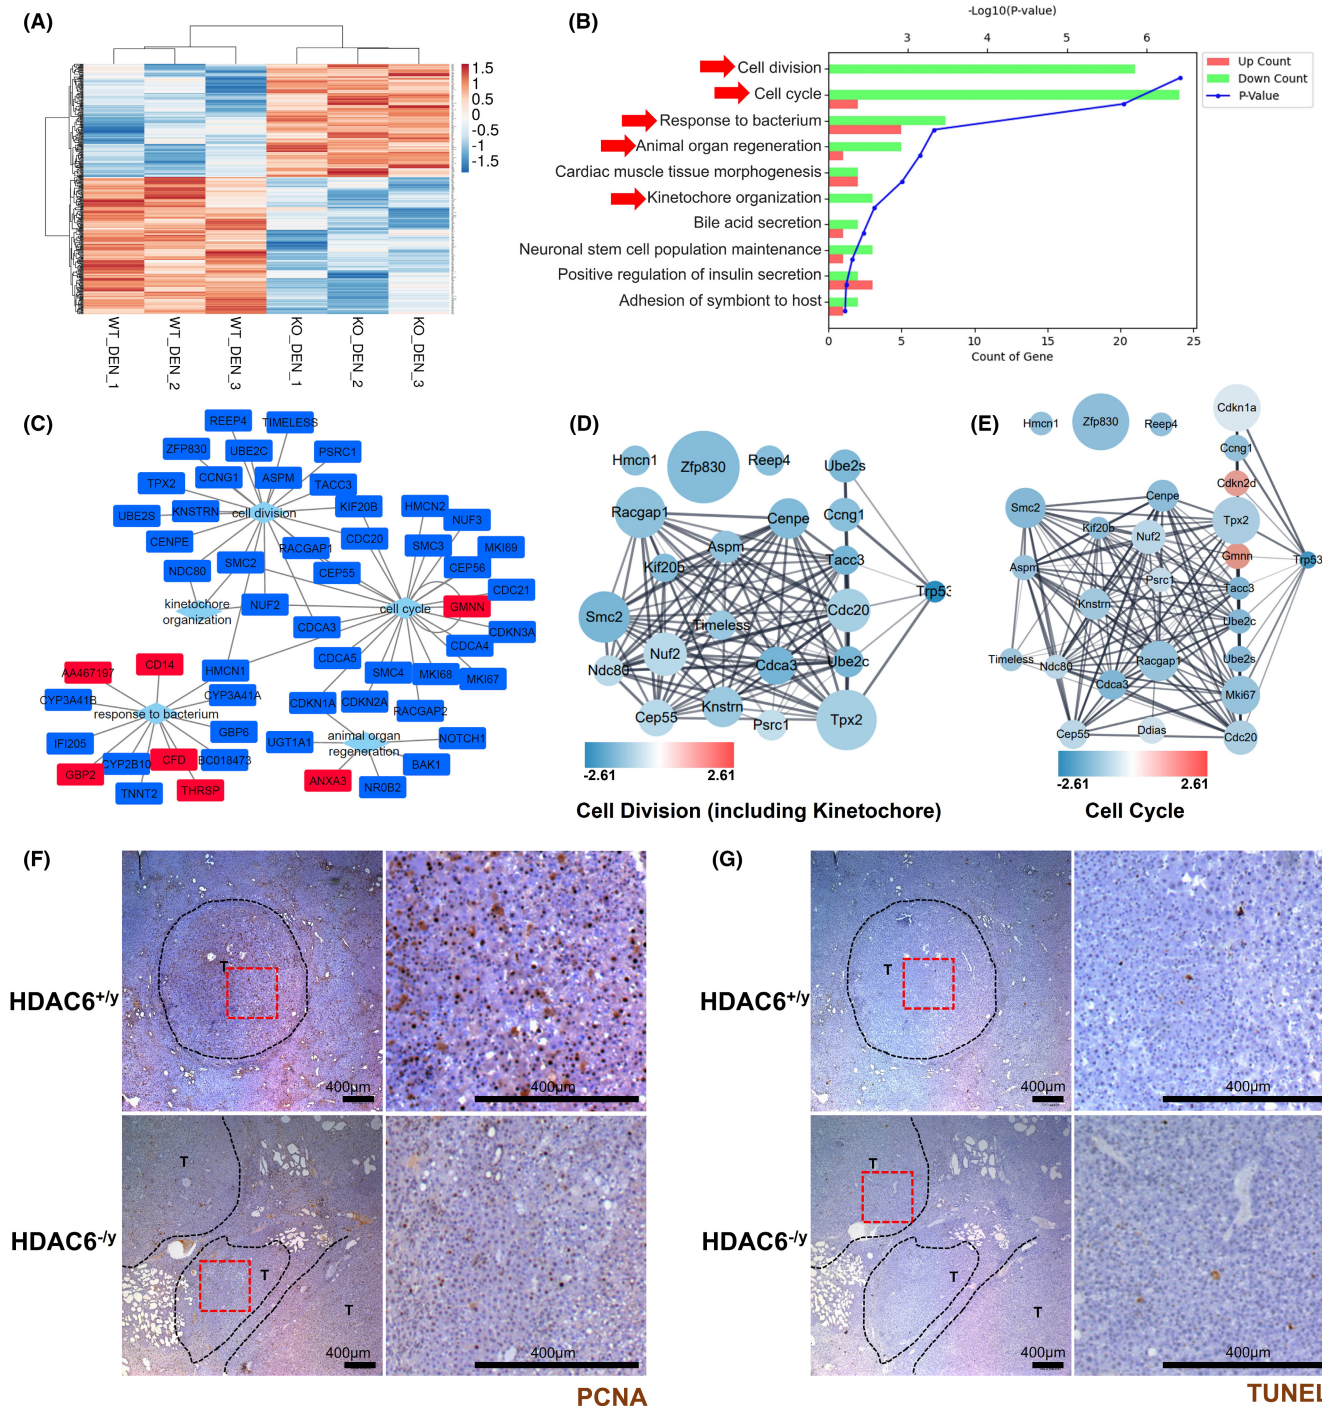 (A)
1.5
1
0.5
0
-0.5
-1
-1.5
WT_DEN_1
WT_DEN_2
WT_DEN_3
KO_DEN_1
KO_DEN_2
KO_DEN_3
(B)
-Log10(P-value)
3 4 5 6
Cell division
Cell cycle
Response to bacterium
Animal organ regeneration
Cardiac muscle tissue morphogenesis
Kinetochore organization
Bile acid secretion
Neuronal stem cell population maintenance
Positive regulation of insulin secretion
Adhesion of symbiont to host
0 5 10 15 20 25
Count of Gene
Up Count
Down Count
P-Value
(C)
REEP4
TIMELESS
ZFP830
UBE2C
PSRC1
TPX2
CCNG1
ASPM
TACC3
UBE2S
KNSTRN
cell division
KIF20B
HMCN2
CENPE
CDC20
NUF3
NDC80
SMC2
RACGAP1
SMC3
MKI69
CEP55
CEP56
CDC21
kinetochore
organization
NUF2
cell cycle
GMNN
CDCA3
CDKN3A
CDCA4
CDCA5
AA467197
CD14
HMCN1
SMC4
MKI68
MKI67
CYP3A41B
CYP3A41A
CDKN1A
CDKN2A
RACGAP2
response to bacterium
IFI205
GBP6
UGT1A1
animal organ
regeneration
NOTCH1
GBP2
CYP2B10
CFD
BC018473
BAK1
TNNT2
THRSP
ANXA3
NR0B2
(D)
Hmcn1
Zfp830
Reep4
Ube2s
Racgap1
Cenpe
Ccng1
Aspm
Kif20b
Tacc3
Trp53
Smc2
Timeless
Cdc20
Nuf2
Ndc80
Cdca3
Ube2c
Cep55
Knstrn
Psrc1
Tpx2
-2.61 2.61
Cell Division (including Kinetochore)
(E)
Hmcn1
Zfp830
Reep4
Cdkn1a
Ccng1
Cdkn2d
Smc2
Cenpe
Kif20b
Nuf2
Tpx2
Gmnn
Trp53
Aspm
Psrc1
Tacc3
Knstrn
Ube2c
Timeless
Ndc80
Racgap1
Ube2s
Cdca3
Mki67
Cep55
Ddias
Cdc20
-2.61 2.61
Cell Cycle
(F)
HDAC6+/y
T
400μm
400μm
HDAC6-/y
T
T
T
400μm
400μm
PCNA
(G)
HDAC6+/y
T
400μm
400μm
HDAC6-/y
T
T
T
400μm
400μm
TUNEL